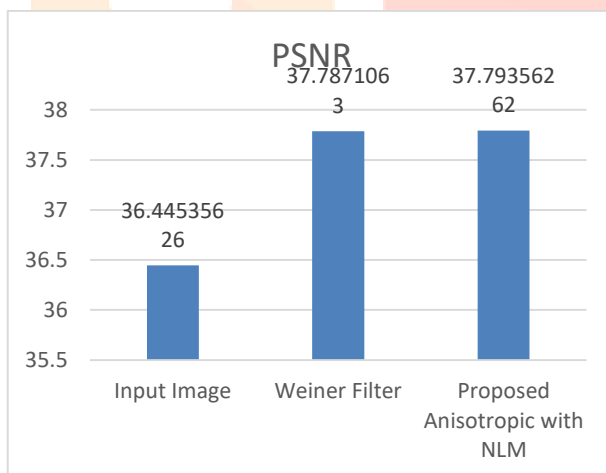 PSNR
37.787106
3
37.793562
62
36.445356
26
38
37.5
37
36.5
36
35.5
Input Image
Weiner Filter
Proposed
Anisotropic with
NLM